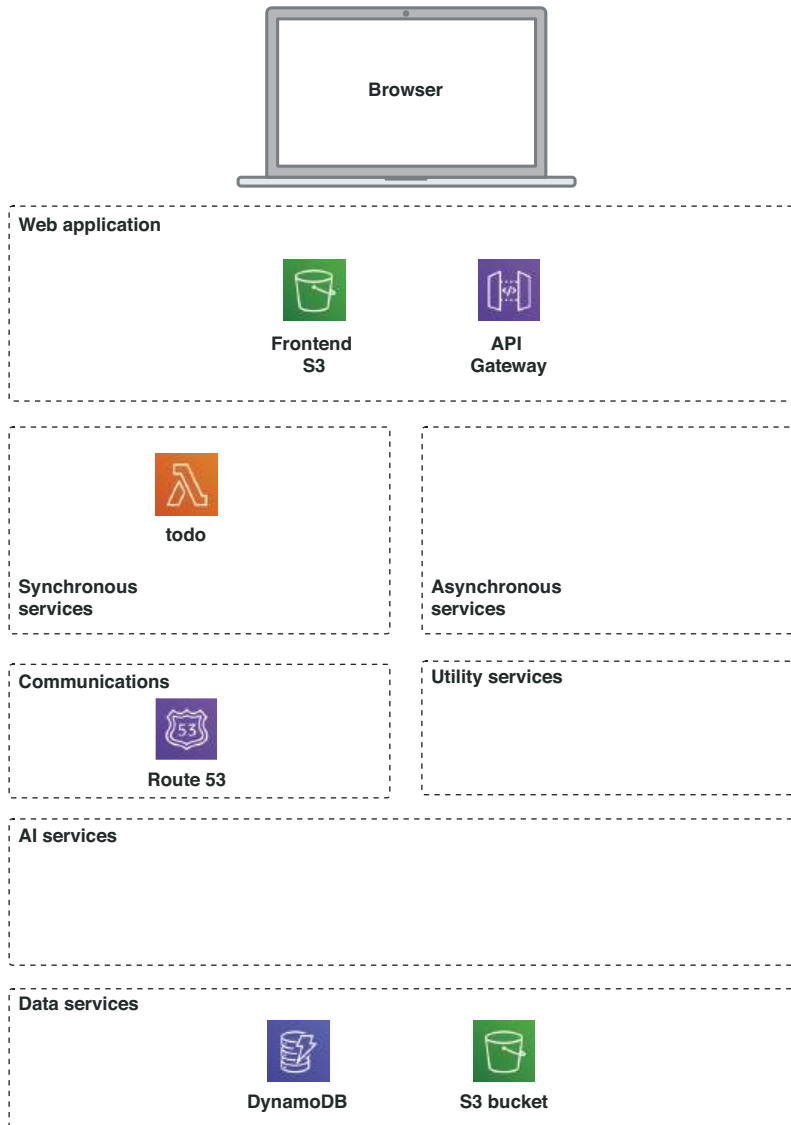 Browser
Web application
Frontend
S3
API
Gateway
todo
Synchronous
services
Asynchronous
services
Communications
53
Route 53
Utility services
AI services
Data services
DynamoDB
S3 bucket